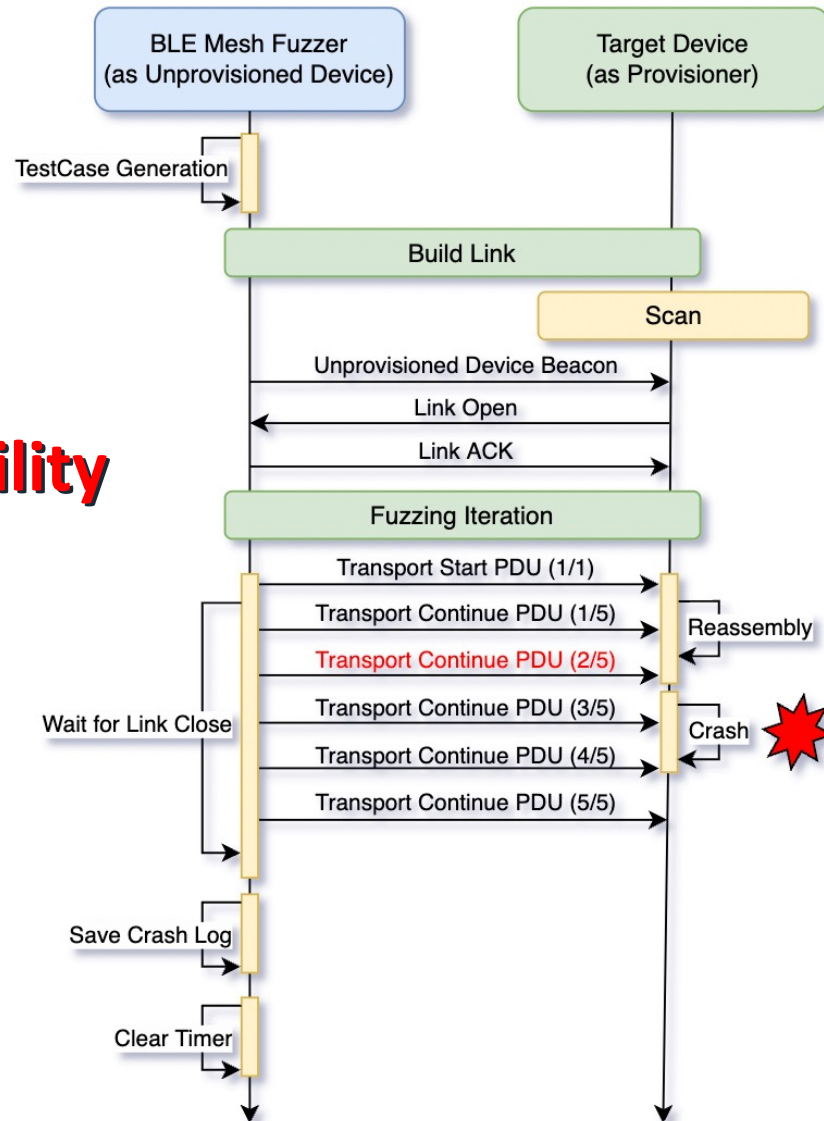 BLE Mesh Fuzzer
(as Unprovisioned Device)
Target Device
(as Provisioner)
TestCase Generation
Build Link
Scan
Unprovisioned Device Beacon
Link Open
Link ACK
ility
Fuzzing Iteration
Transport Start PDU (1/1)
Transport Continue PDU (1/5)
Reassembly
Transport Continue PDU (2/5)
Transport Continue PDU (3/5)
Wait for Link Close
Crash
Transport Continue PDU (4/5)
Transport Continue PDU (5/5)
Save Crash Log
Clear Timer